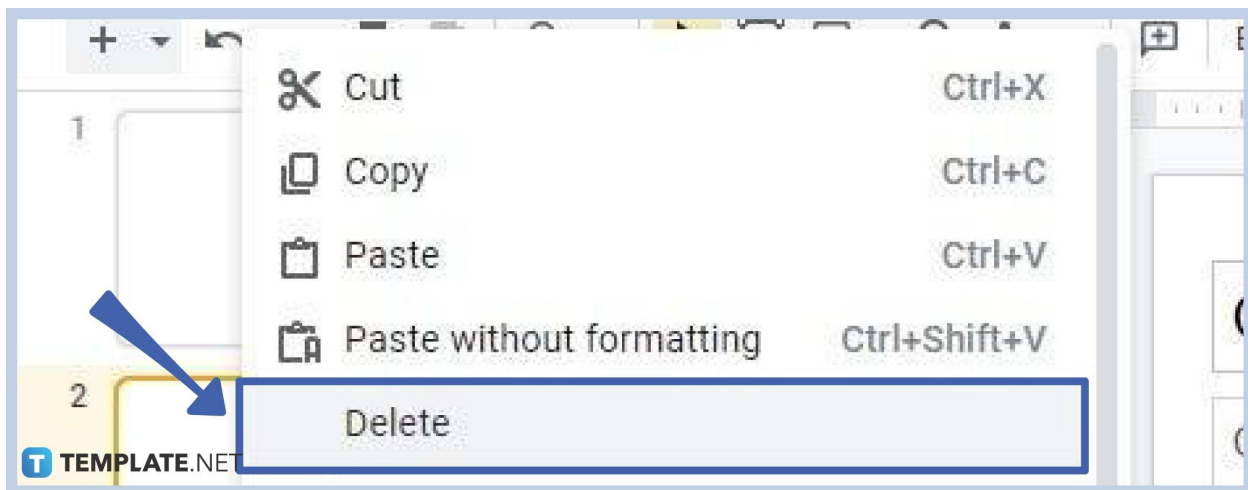 1
Cut Ctrl+X
Copy Ctrl+C
Paste Ctrl+V
Paste without formatting Ctrl+Shift+V
2
Delete
T TEMPLATE.NET